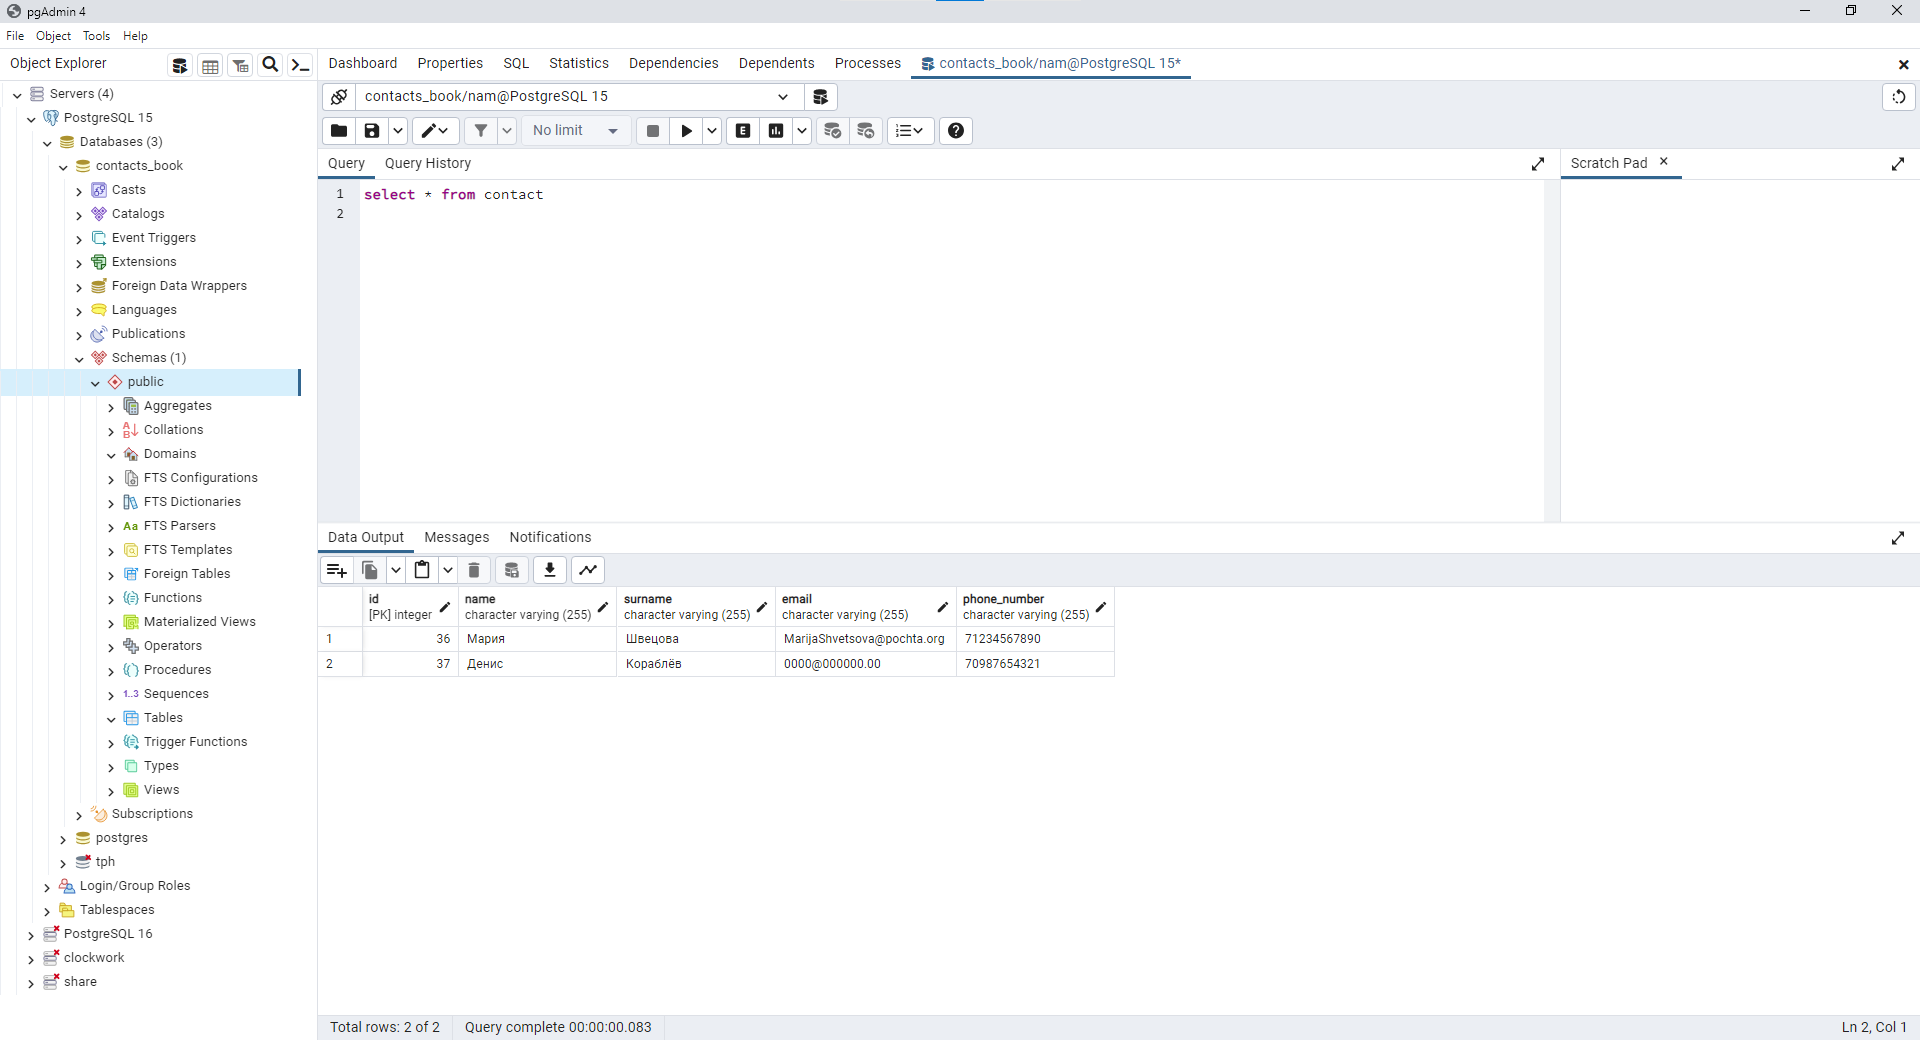 pgAdmin 4
File Object Tools Help
Object Explorer
Dashboard Properties SQL Statistics Dependencies Dependents Processes contacts_book/nam@PostgreSQL 15*
Servers (4)
PostgreSQL 15
Databases (3)
contacts_book
Casts
Catalogs
Event Triggers
Extensions
Foreign Data Wrappers
Languages
Publications
Schemas (1)
public
Aggregates
Collations
Domains
FTS Configurations
FTS Dictionaries
Aa FTS Parsers
FTS Templates
Foreign Tables
Functions
Materialized Views
Operators
Procedures
1..3 Sequences
Tables
Trigger Functions
Types
Views
Subscriptions
postgres
tph
Login/Group Roles
Tablespaces
PostgreSQL 16
clockwork
share
contacts_book/nam@PostgreSQL 15
No limit E
Query Query History
Scratch Pad
1 select * from contact
2
Data Output Messages Notifications
id name surname email phone_number
[PK] integer character varying (255) character varying (255) character varying (255) character varying (255)
1 36 Мария Швецова MarijaShvetsova@pochta.org 71234567890
2 37 Денис Кораблёв 0000@000000.00 70987654321
Total rows: 2 of 2 Query complete 00:00:00.083 Ln 2, Col 1